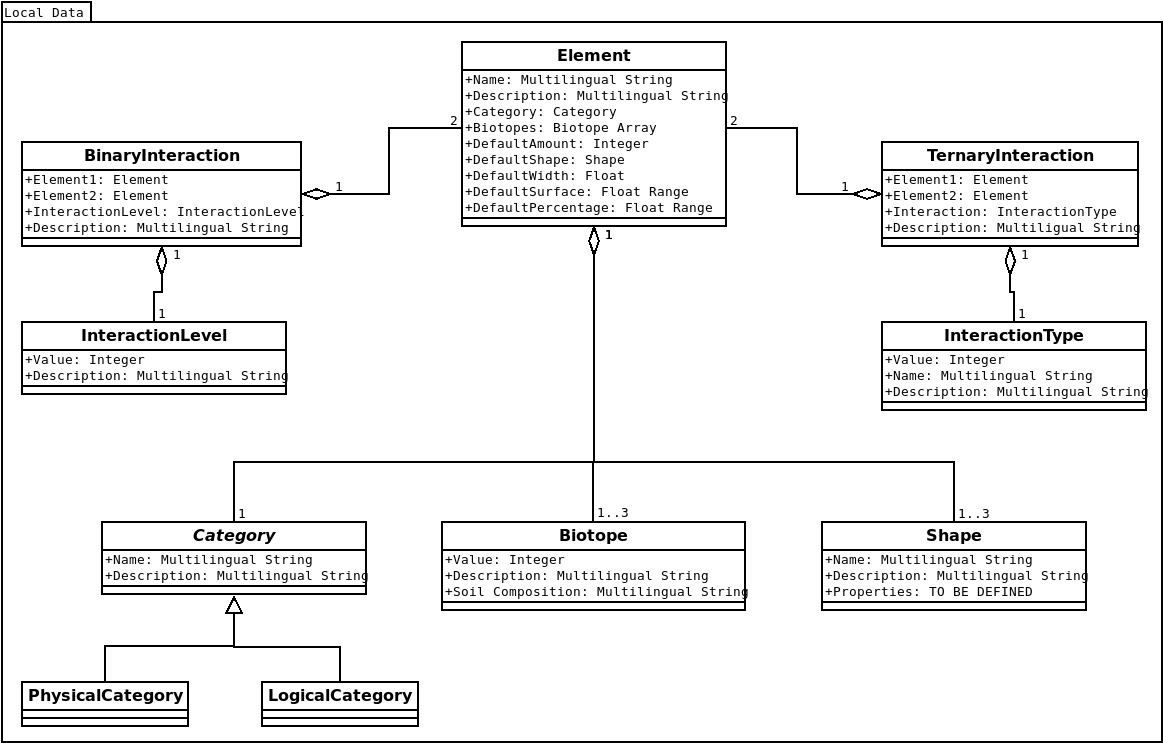 Local Data
Element
+Name: Multilingual String
+Description: Multilingual String
+Category: Category
+Biotopes: Biotope Array
+DefaultAmount: Integer
+DefaultShape: Shape
+DefaultWidth: Float
+DefaultSurface: Float Range
+DefaultPercentage: Float Range
2
2
1
BinaryInteraction
+Element1: Element
+Element2: Element
+InteractionLevel: InteractionLevel
+Description: Multilingual String
1
1
1
InteractionLevel
+Value: Integer
+Description: Multilingual String
TernaryInteraction
+Element1: Element
+Element2: Element
+Interaction: InteractionType
+Description: Multiligual String
1
1
1
InteractionType
+Value: Integer
+Name: Multilingual String
+Description: Multilingual String
1
Category
+Name: Multilingual String
+Description: Multilingual String
1..3
Biotope
+Value: Integer
+Description: Multilingual String
+Soil Composition: Multilingual String
1..3
Shape
+Name: Multilingual String
+Description: Multilingual String
+Properties: TO BE DEFINED
PhysicalCategory
LogicalCategory